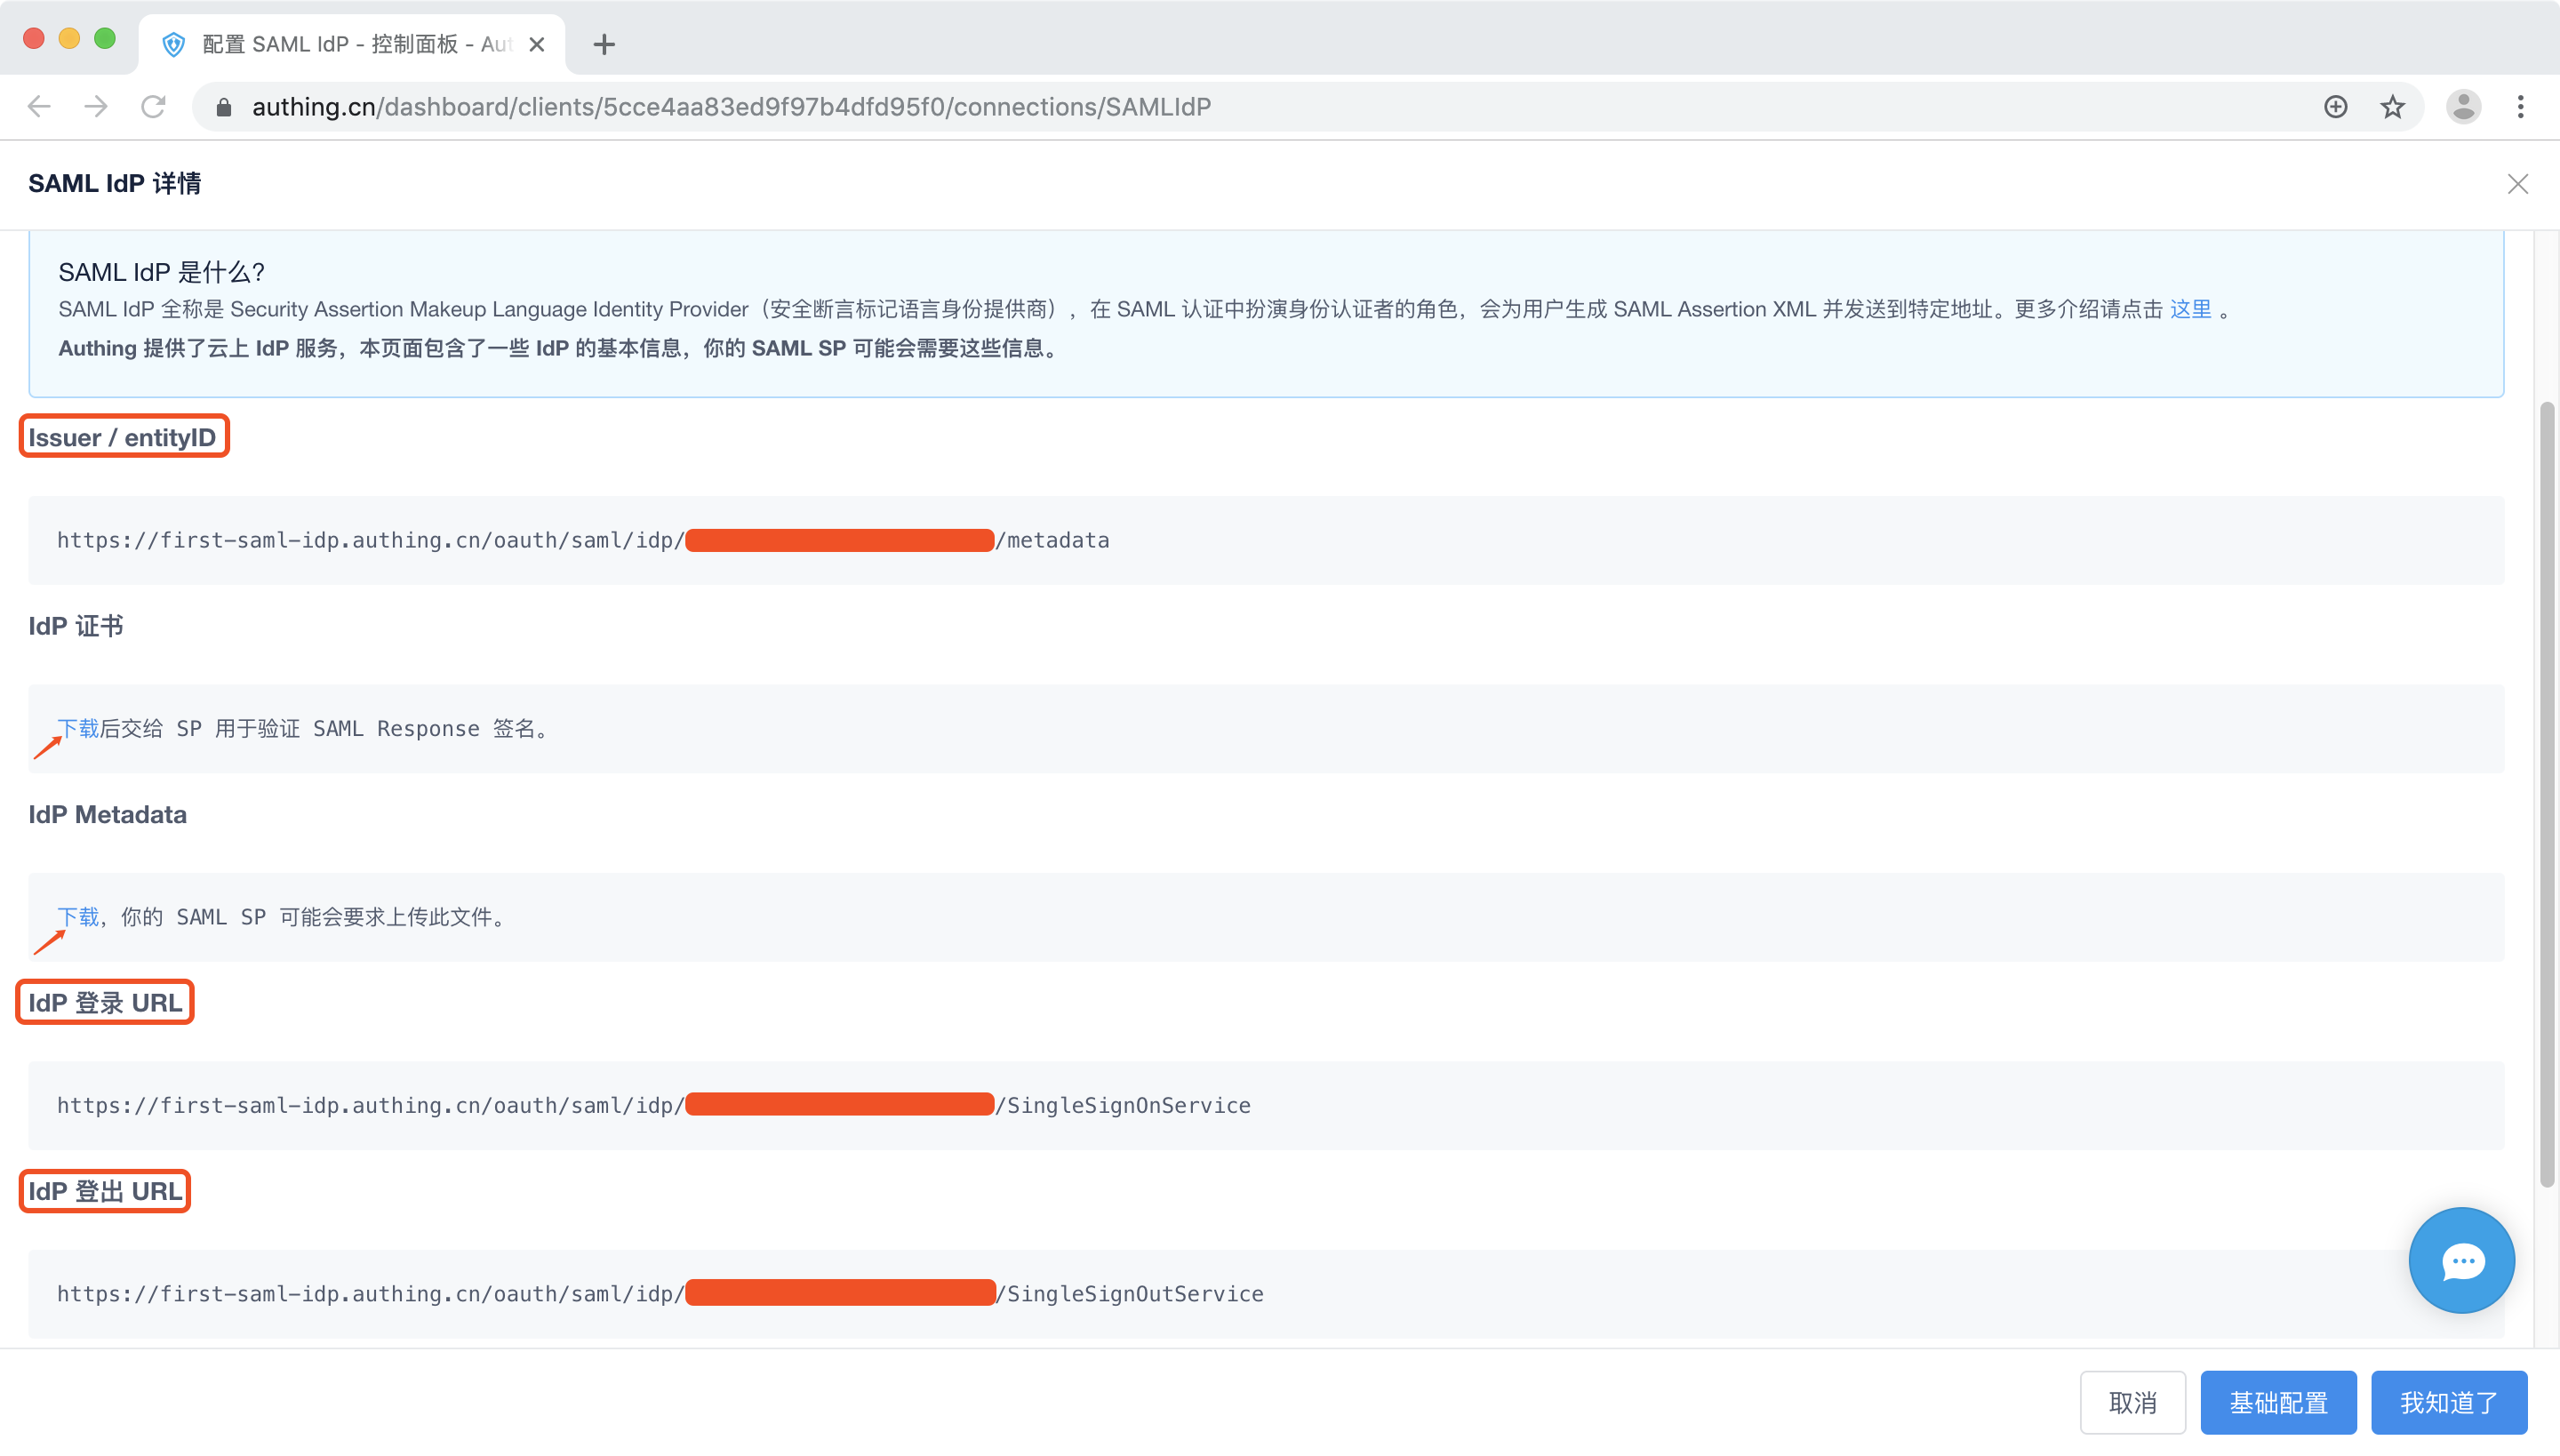 配置 SAML IdP - 控制面板 - Aut
authing.cn/dashboard/clients/5cce4aa83ed9f97b4dfd95f0/connections/SAMLIdP
SAML IdP 详情
SAML IdP 是什么?
SAML IdP 全称是 Security Assertion Makeup Language Identity Provider（安全断言标记语言身份提供商），在 SAML 认证中扮演身份认证者的角色，会为用户生成 SAML Assertion XML 并发送到特定地址。更多介绍请点击 这里 。
Authing 提供了云上 IdP 服务，本页面包含了一些 IdP 的基本信息，你的 SAML SP 可能会需要这些信息。
Issuer / entityID
https://first-saml-idp.authing.cn/oauth/saml/idp/ /metadata
IdP 证书
下载后交给 SP 用于验证 SAML Response 签名。
IdP Metadata
下载，你的 SAML SP 可能会要求上传此文件。
IdP 登录 URL
https://first-saml-idp.authing.cn/oauth/saml/idp/ /SingleSignOnService
IdP 登出 URL
https://first-saml-idp.authing.cn/oauth/saml/idp/ /SingleSignOutService
取消 基础配置 我知道了